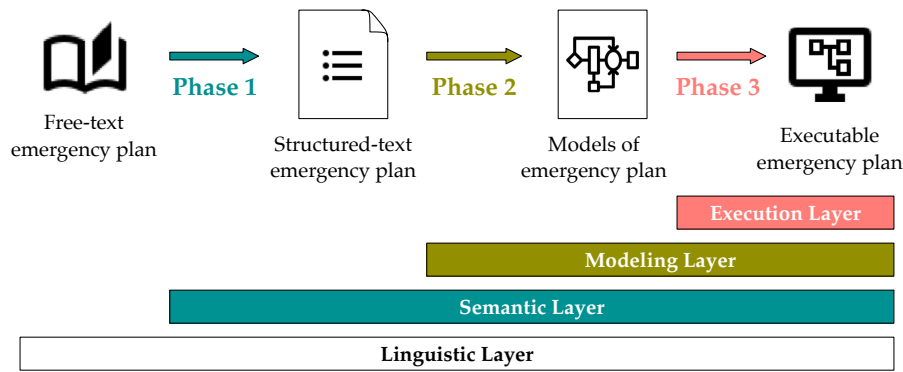 Phase 1
Phase 2
Phase 3
Free-text
emergency plan
Structured-text
emergency plan
Models of
emergency plan
Executable
emergency plan
Execution Layer
Modeling Layer
Semantic Layer
Linguistic Layer